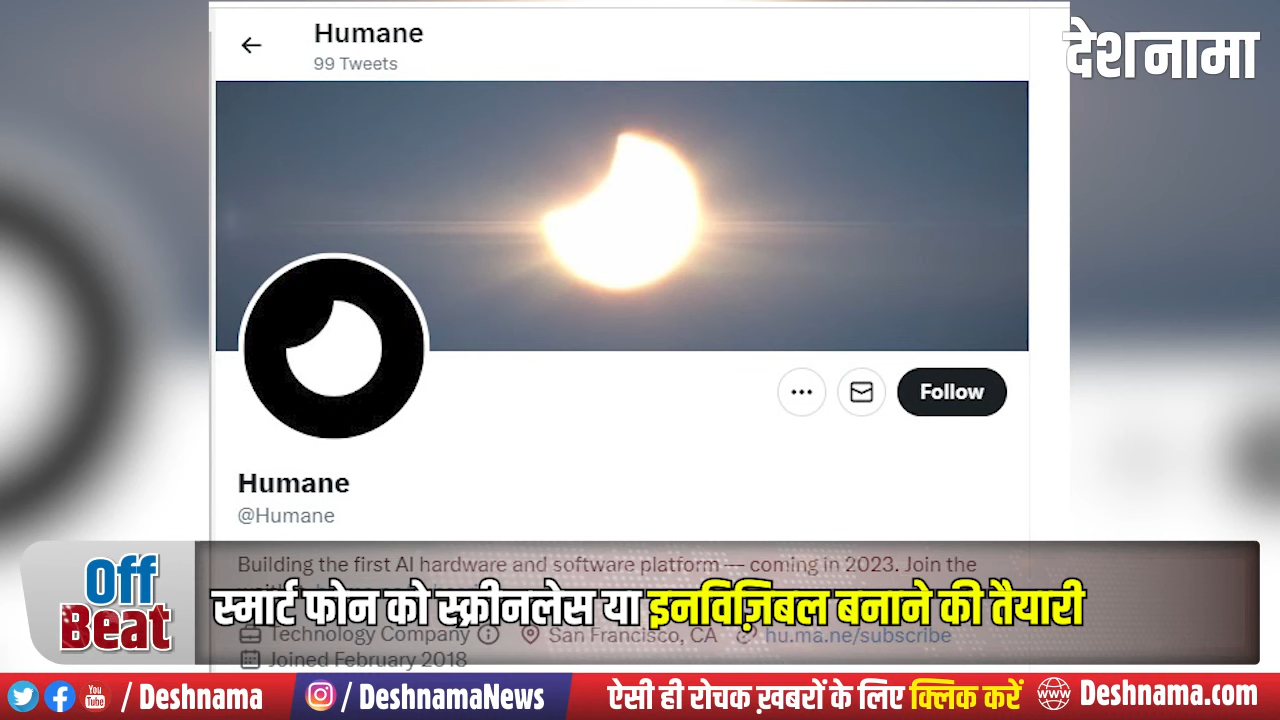 Humane
99 Tweets
देशनामा
Follow
Humane
@Humane
Building the first AI hardware and software platform — coming in 2023. Join the
Off
Beat
स्मार्ट फोन को स्क्रीनलेस या इनविज़िबल बनाने की तैयारी
Technology Company San Francisco, CA hu.ma.ne/subscribe
Joined February 2018
You Tube / Deshnama / DeshnamaNews ऐसी ही रोचक ख़बरों के लिए क्लिक करें Deshnama.com